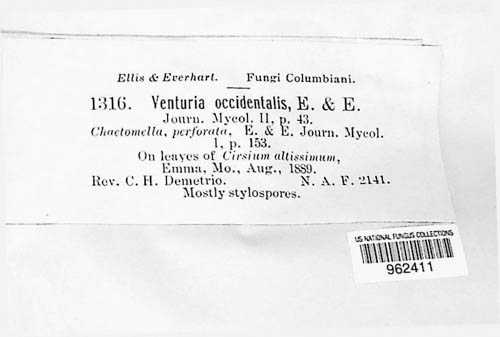 Ellis & Everhart. Fungi Columbiani.
1316. Venturia occidentalis, E. & E.
Journ. Mycol. II, p. 43.
Chaetomella, perforata, E. & E. Journ. Mycol.
1, p. 153.
On leaves of Cirsium altissimum,
Emma, Mo., Aug., 1889.
Rev. C. H. Demetrio. N. A. F. 2141.
Mostly stylospores.
US NATIONAL FUNGUS COLLECTIONS
962411